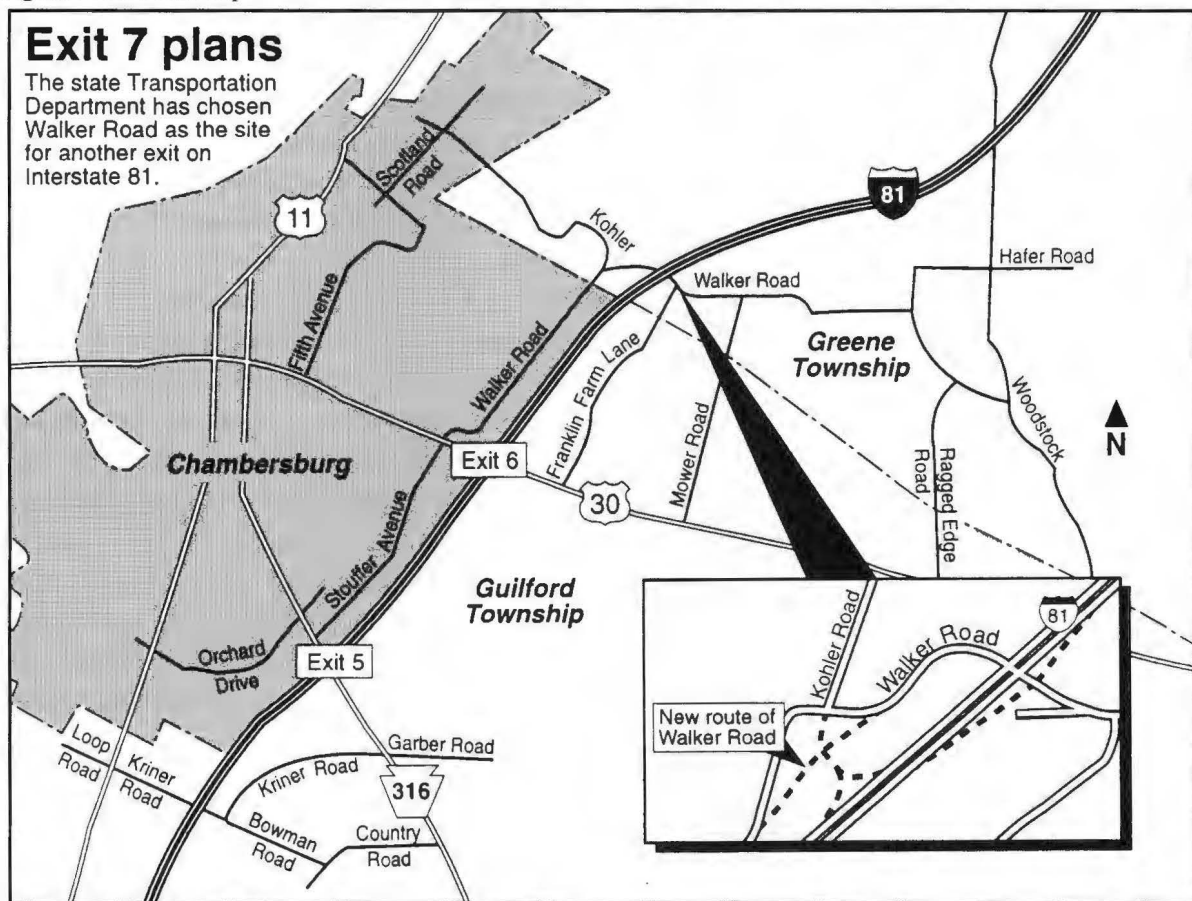 Exit 7 plans
The state Transportation
Department has chosen
Walker Road as the site
for another exit on
Interstate 81.
Scotland
Road
11
81
Kohler
Walker Road
Hafer Road
Fifth Avenue
Walker Road
Franklin Farm Lane
Greene
Township
Mower Road
Woodstock
N
Chambersburg
Exit 6
30
Ragged Edge
Road
Stouffer Avenue
Guilford
Township
Orchard
Drive
Exit 5
81
Kohler Road
Walker Road
New route of
Walker Road
Loop
Road
Kriner
Road
Kriner Road
Garber Road
316
Bowman
Road
Country
Road